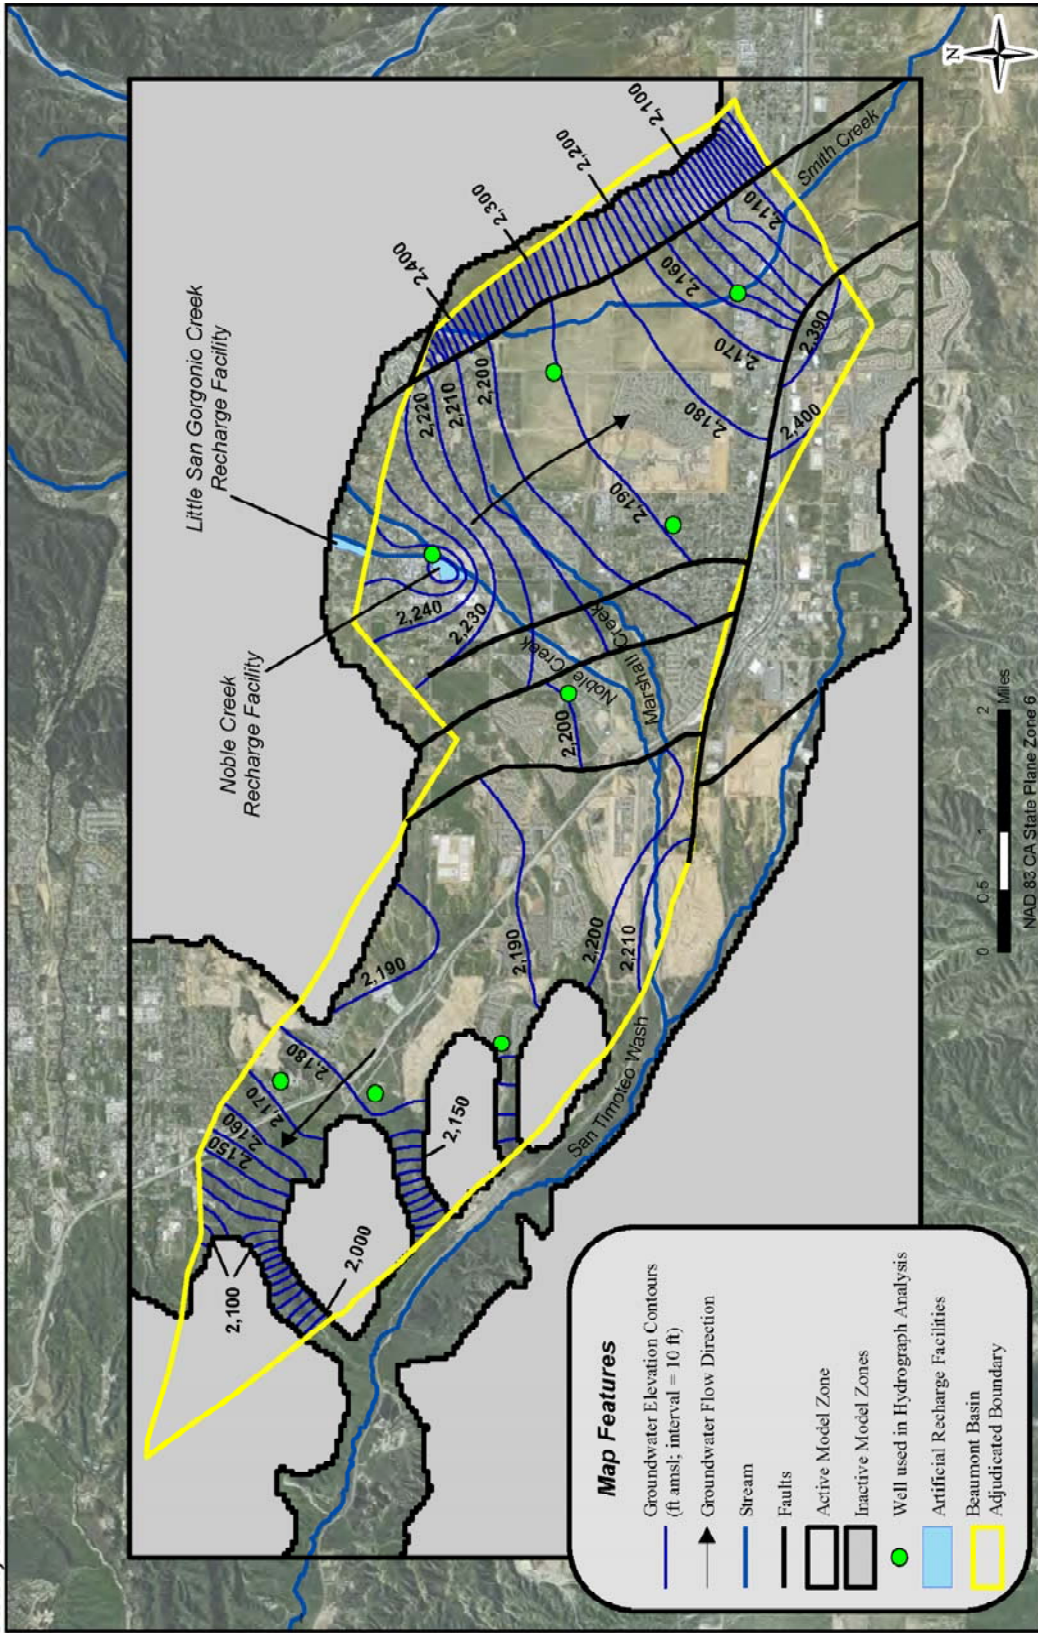 Little San Gorgonio Creek
Recharge Facility
Noble Creek
Recharge Facility
2,400
2,300
2,200
2,100
2,220
2,210
2,200
2,240
2,230
2,160
2,110
2,170
2,180
2,190
2,390
2,400
Smith Creek
Noble Creek
Marshall Creek
2,200
2,190
2,190
2,200
2,210
2,180
2,170
2,160
2,150
2,150
2,100
2,000
San Timoteo Wash
N
Map Features
Groundwater Elevation Contours
(ft amsl; interval = 10 ft)
Groundwater Flow Direction
Stream
Faults
Active Model Zone
Inactive Model Zones
Well used in Hydrograph Analysis
Artificial Recharge Facilities
Beaumont Basin
Adjudicated Boundary
0 0.5 1 2
Miles
NAD 83 CA State Plane Zone 6